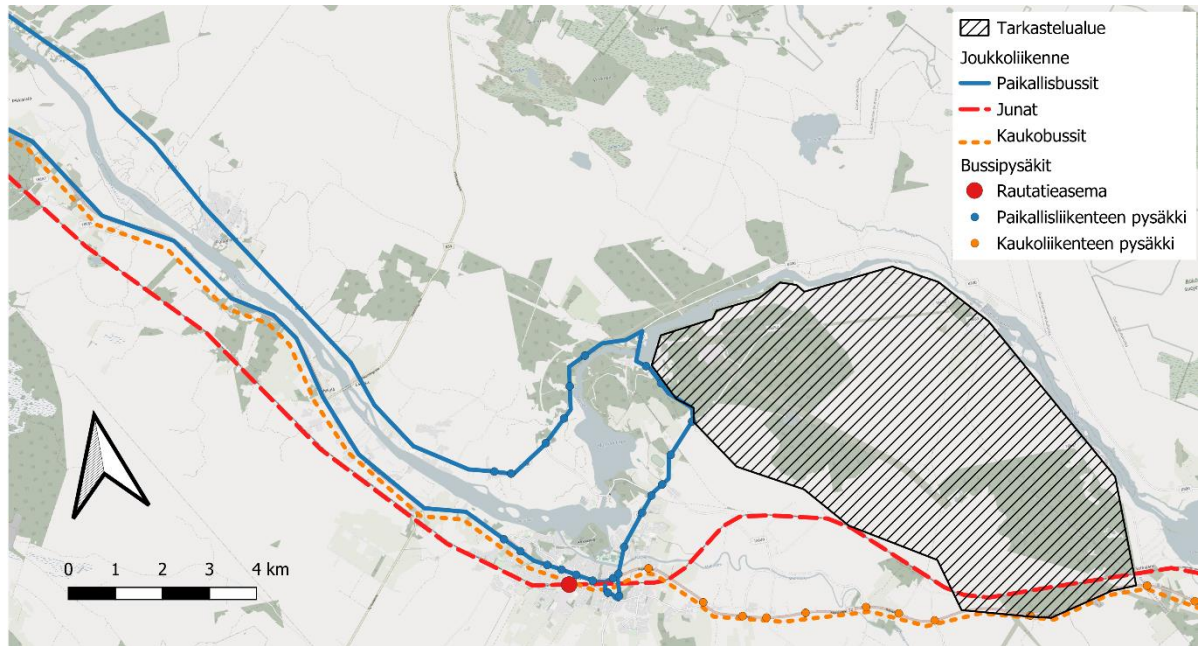 Tarkastelualue
Joukkoliikenne
Paikallisbussit
Junat
Kaukobussit
Bussipysäkit
Rautatieasema
Paikallisliikenteen pysäkki
Kaukoliikenteen pysäkki
0 1 2 3 4 km